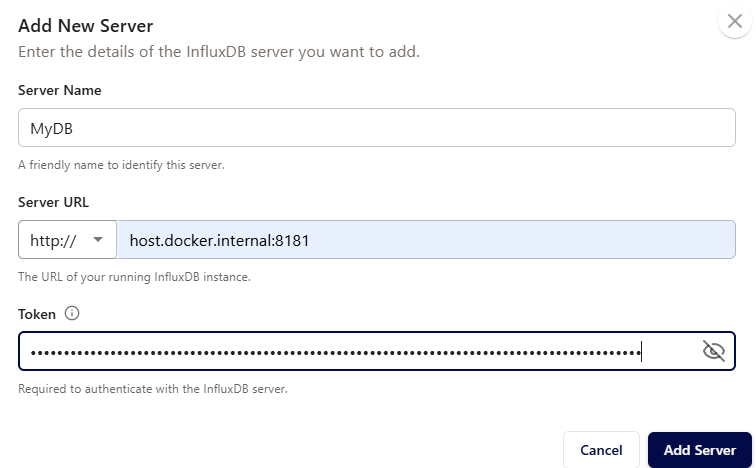 Add New Server
Enter the details of the InfluxDB server you want to add.
Server Name
MyDB
A friendly name to identify this server.
Server URL
http:// host.docker.internal:8181
The URL of your running InfluxDB instance.
Token
Required to authenticate with the InfluxDB server.
Cancel Add Server